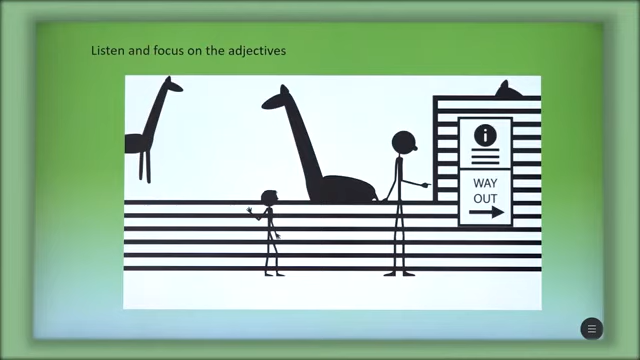 Listen and focus on the adjectives
i
WAY
OUT